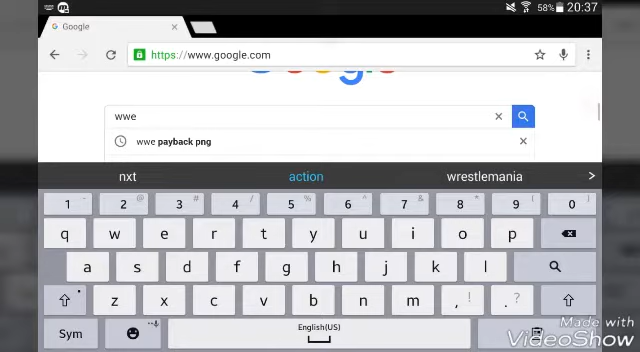 58% 20:37
Google
https://www.google.com
Google
wwe
wwe payback png
nxt action wrestlemania
1 - 2 @ 3 # 4 / 5 % 6 ^ 7 & 8 * 9 ( 0 )
q w e r t y u i o p
a s d f g h j k l
z x c v b n m , ! . ?
Sym English(US)
Made with
VideoShow